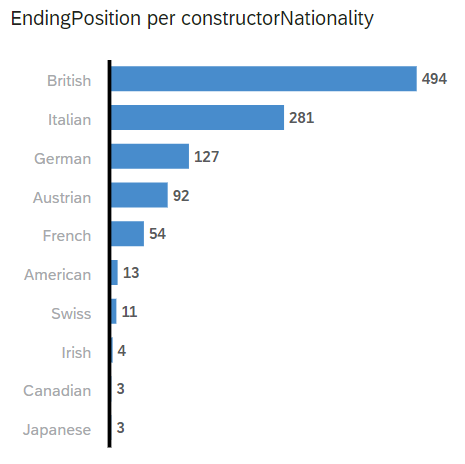 EndingPosition per constructorNationality
British 494
Italian 281
German 127
Austrian 92
French 54
American 13
Swiss 11
Irish 4
Canadian 3
Japanese 3